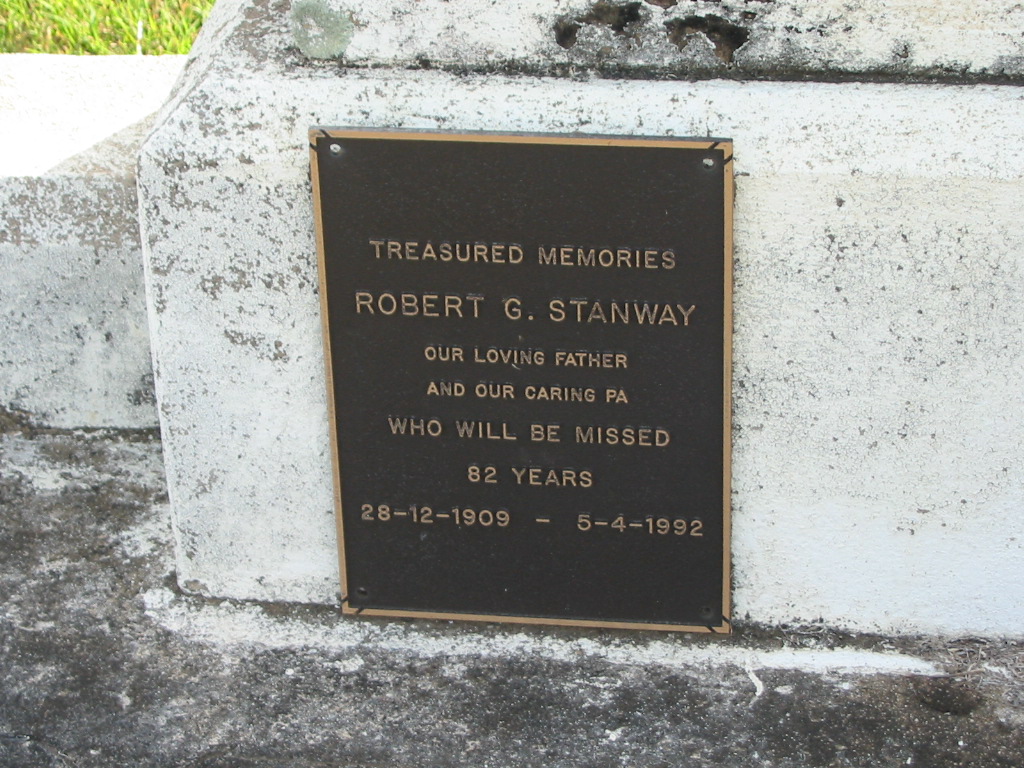 TREASURED MEMORIES
ROBERT G. STANWAY
OUR LOVING FATHER
AND OUR CARING PA
WHO WILL BE MISSED
82 YEARS
28-12-1909 - 5-4-1992